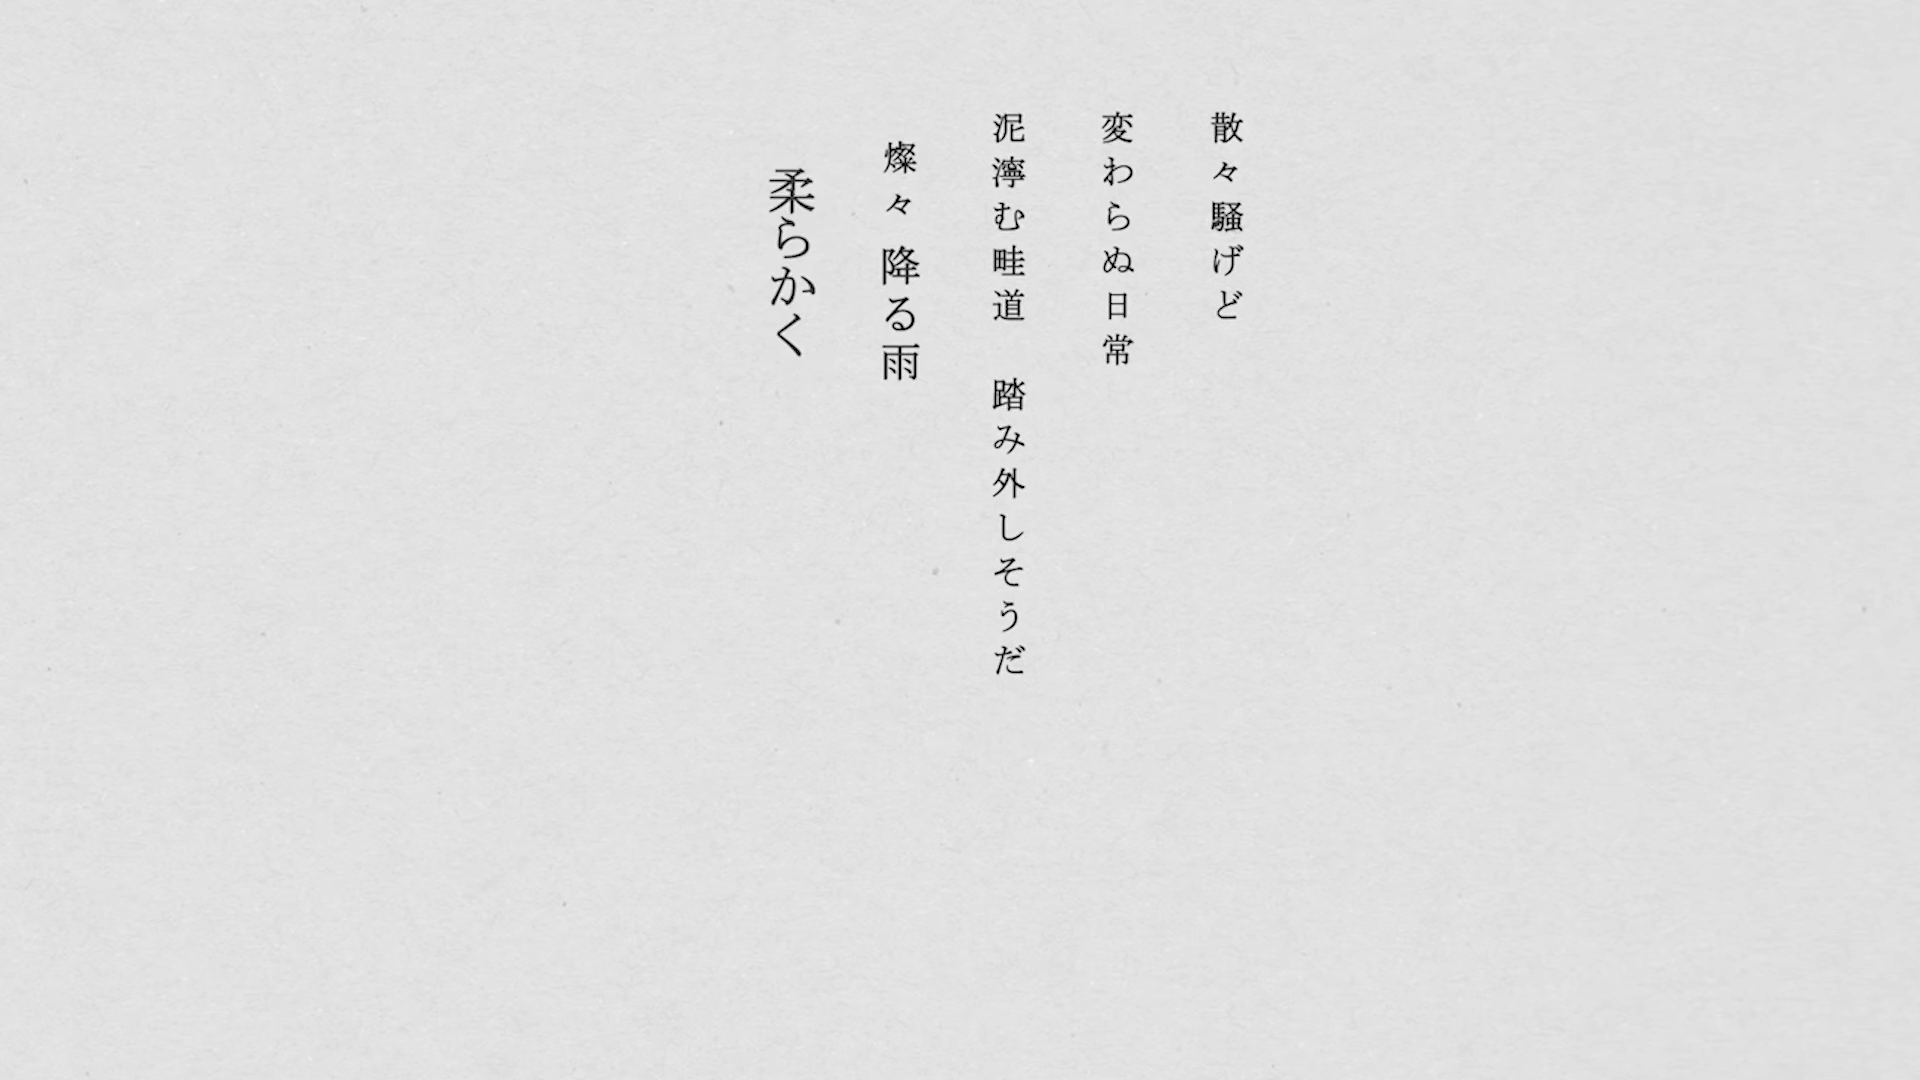 散々騒げど
変わらぬ日常
泥濘む畦道　踏み外しそうだ
燦々 降る雨
柔らかく